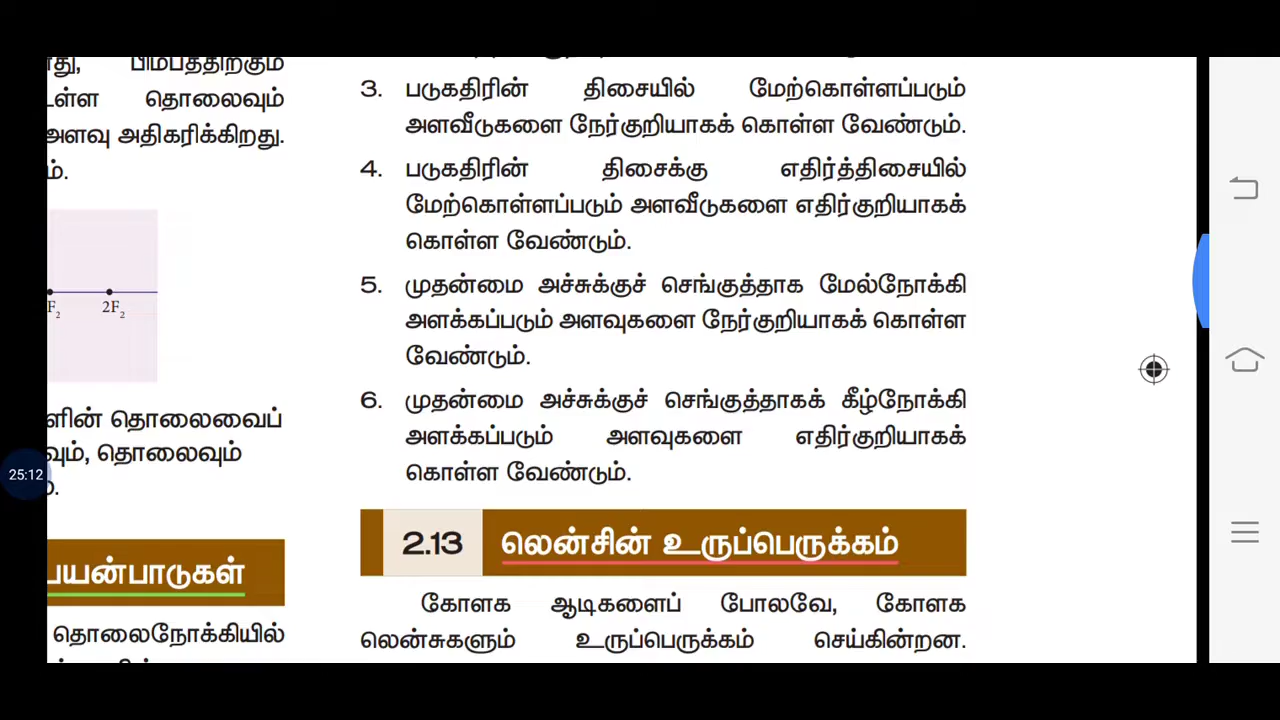 பிம்பத்திற்கும்
தொலைவும்
அளவு அதிகரிக்கிறது.
F₂ 2F₂
தொலைவைப்
தொலைவும்
தொலைநோக்கியில்
3. படுகதிரின் திசையில் மேற்கொள்ளப்படும்
அளவீடுகளை நேர்குறியாகக் கொள்ள வேண்டும்.
4. படுகதிரின் திசைக்கு எதிர்த்திசையில்
மேற்கொள்ளப்படும் அளவீடுகளை எதிர்குறியாகக்
கொள்ள வேண்டும்.
5. முதன்மை அச்சுக்குச் செங்குத்தாக மேல்நோக்கி
அளக்கப்படும் அளவுகளை நேர்குறியாகக் கொள்ள
வேண்டும்.
6. முதன்மை அச்சுக்குச் செங்குத்தாகக் கீழ்நோக்கி
அளக்கப்படும் அளவுகளை எதிர்குறியாகக்
கொள்ள வேண்டும்.
2.13 லென்சின் உருப்பெருக்கம்
கோளக ஆடிகளைப் போலவே, கோளக
லென்சுகளும் உருப்பெருக்கம் செய்கின்றன.
25:12